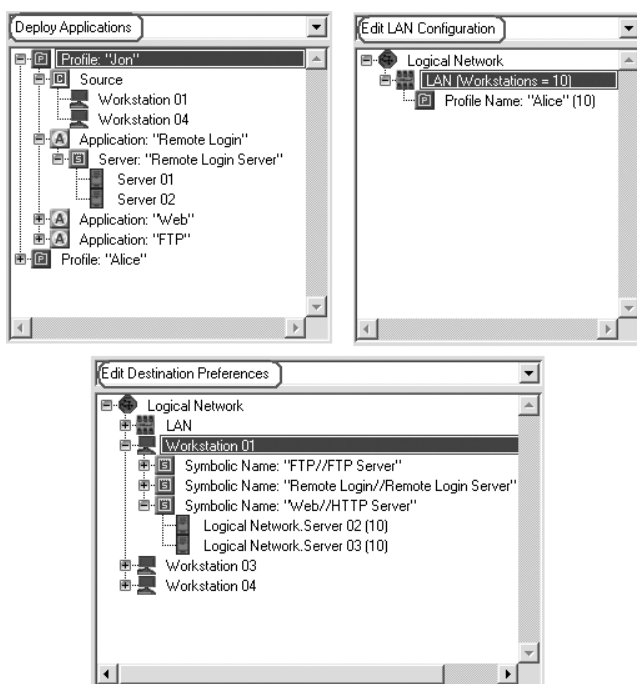 Deploy Applications
Profile: "Jon"
Source
Workstation 01
Workstation 04
Application: "Remote Login"
Server: "Remote Login Server"
Server 01
Server 02
Application: "Web"
Application: "FTP"
Profile: "Alice"
Edit LAN Configuration
Logical Network
LAN (Workstations = 10)
Profile Name: "Alice" (10)
Edit Destination Preferences
Logical Network
LAN
Workstation 01
Symbolic Name: "FTP//FTP Server"
Symbolic Name: "Remote Login//Remote Login Server"
Symbolic Name: "Web//HTTP Server"
Logical Network.Server 02 (10)
Logical Network.Server 03 (10)
Workstation 03
Workstation 04